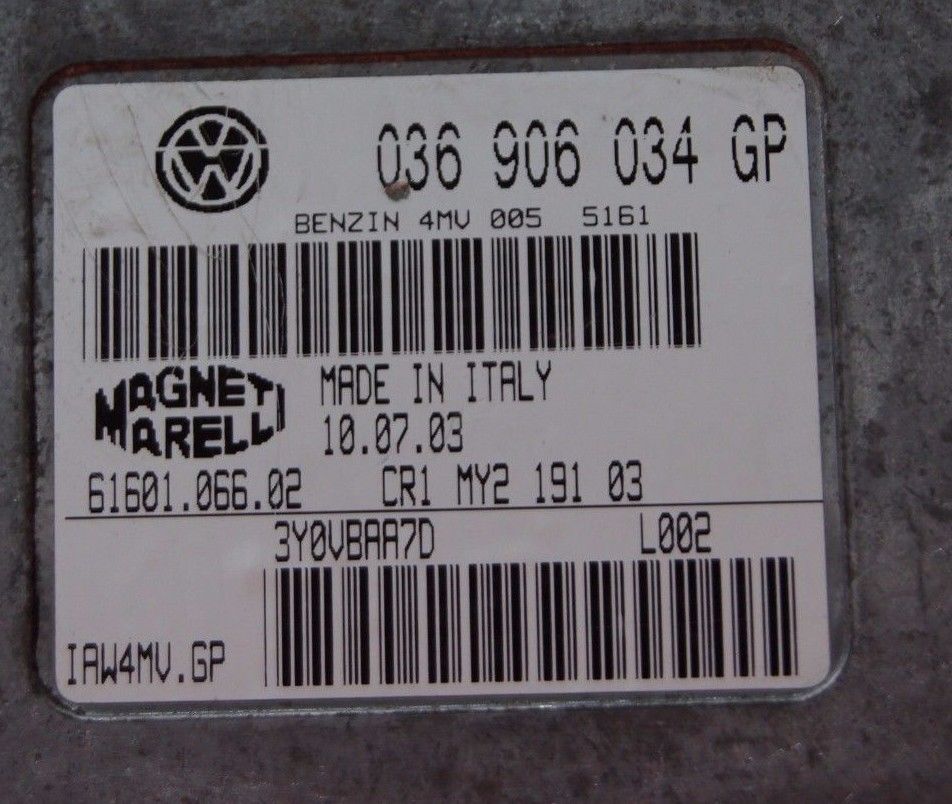 036 906 034 GP
BENZIN 4MV 005 5161
MAGNETI
MARELLI
MADE IN ITALY
10.07.03
61601.066.02 CR1 MY2 191 03
3Y0VBAA7D L002
IAW4MV.GP